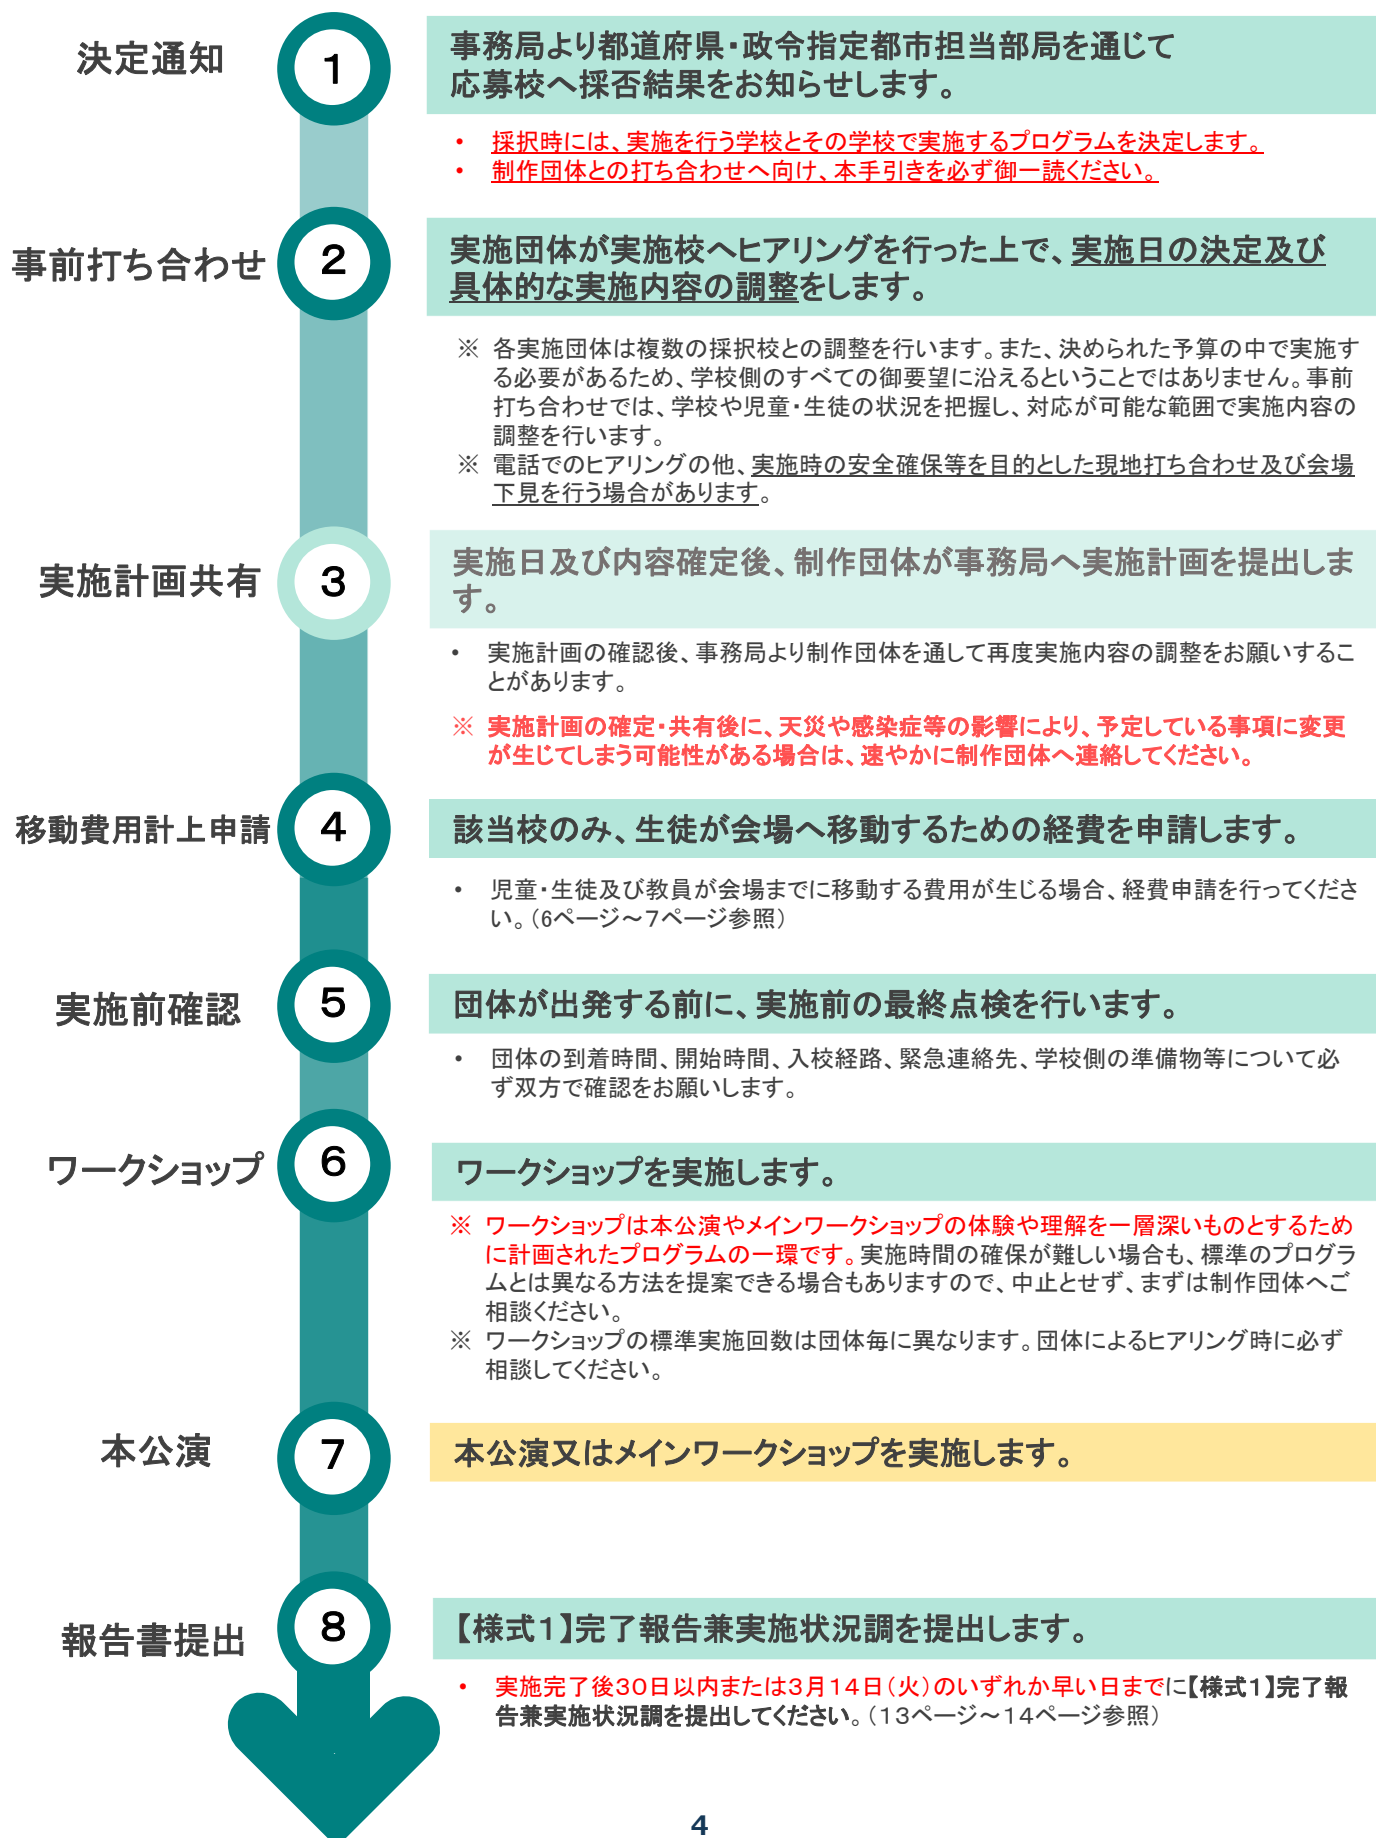 決定通知
1
事務局より都道府県・政令指定都市担当部局を通じて
応募校へ採否結果をお知らせします。
• 採択時には、実施を行う学校とその学校で実施するプログラムを決定します。
• 制作団体との打ち合わせへ向け、本手引きを必ず御一読ください。
事前打ち合わせ
2
実施団体が実施校へヒアリングを行った上で、実施日の決定及び
具体的な実施内容の調整をします。
※ 各実施団体は複数の採択校との調整を行います。また、決められた予算の中で実施す
る必要があるため、学校側のすべての御要望に沿えるということではありません。事前
打ち合わせでは、学校や児童・生徒の状況を把握し、対応が可能な範囲で実施内容の
調整を行います。
※ 電話でのヒアリングの他、実施時の安全確保等を目的とした現地打ち合わせ及び会場
下見を行う場合があります。
実施計画共有
3
実施日及び内容確定後、制作団体が事務局へ実施計画を提出しま
す。
• 実施計画の確認後、事務局より制作団体を通して再度実施内容の調整をお願いするこ
とがあります。
※ 実施計画の確定・共有後に、天災や感染症等の影響により、予定している事項に変更
が生じてしまう可能性がある場合は、速やかに制作団体へ連絡してください。
移動費用計上申請
4
該当校のみ、生徒が会場へ移動するための経費を申請します。
• 児童・生徒及び教員が会場までに移動する費用が生じる場合、経費申請を行ってくださ
い。(6ページ～7ページ参照)
実施前確認
5
団体が出発する前に、実施前の最終点検を行います。
• 団体の到着時間、開始時間、入校経路、緊急連絡先、学校側の準備物等について必
ず双方で確認をお願いします。
ワークショップ
6
ワークショップを実施します。
※ ワークショップは本公演やメインワークショップの体験や理解を一層深いものとするため
に計画されたプログラムの一環です。実施時間の確保が難しい場合も、標準のプログラ
ムとは異なる方法を提案できる場合もありますので、中止とせず、まずは制作団体へご
相談ください。
※ ワークショップの標準実施回数は団体毎に異なります。団体によるヒアリング時に必ず
相談してください。
本公演
7
本公演又はメインワークショップを実施します。
報告書提出
8
【様式1】完了報告兼実施状況調を提出します。
• 実施完了後30日以内または3月14日(火)のいずれか早い日までに【様式1】完了報
告兼実施状況調を提出してください。(13ページ～14ページ参照)
4